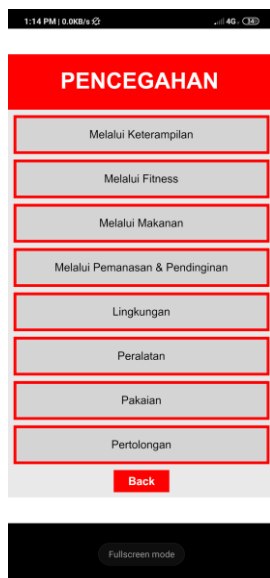 1:14 PM | 0.0KB/s
4G 34
PENCEGAHAN
Melalui Keterampilan
Melalui Fitness
Melalui Makanan
Melalui Pemanasan & Pendinginan
Lingkungan
Peralatan
Pakaian
Pertolongan
Back
Fullscreen mode